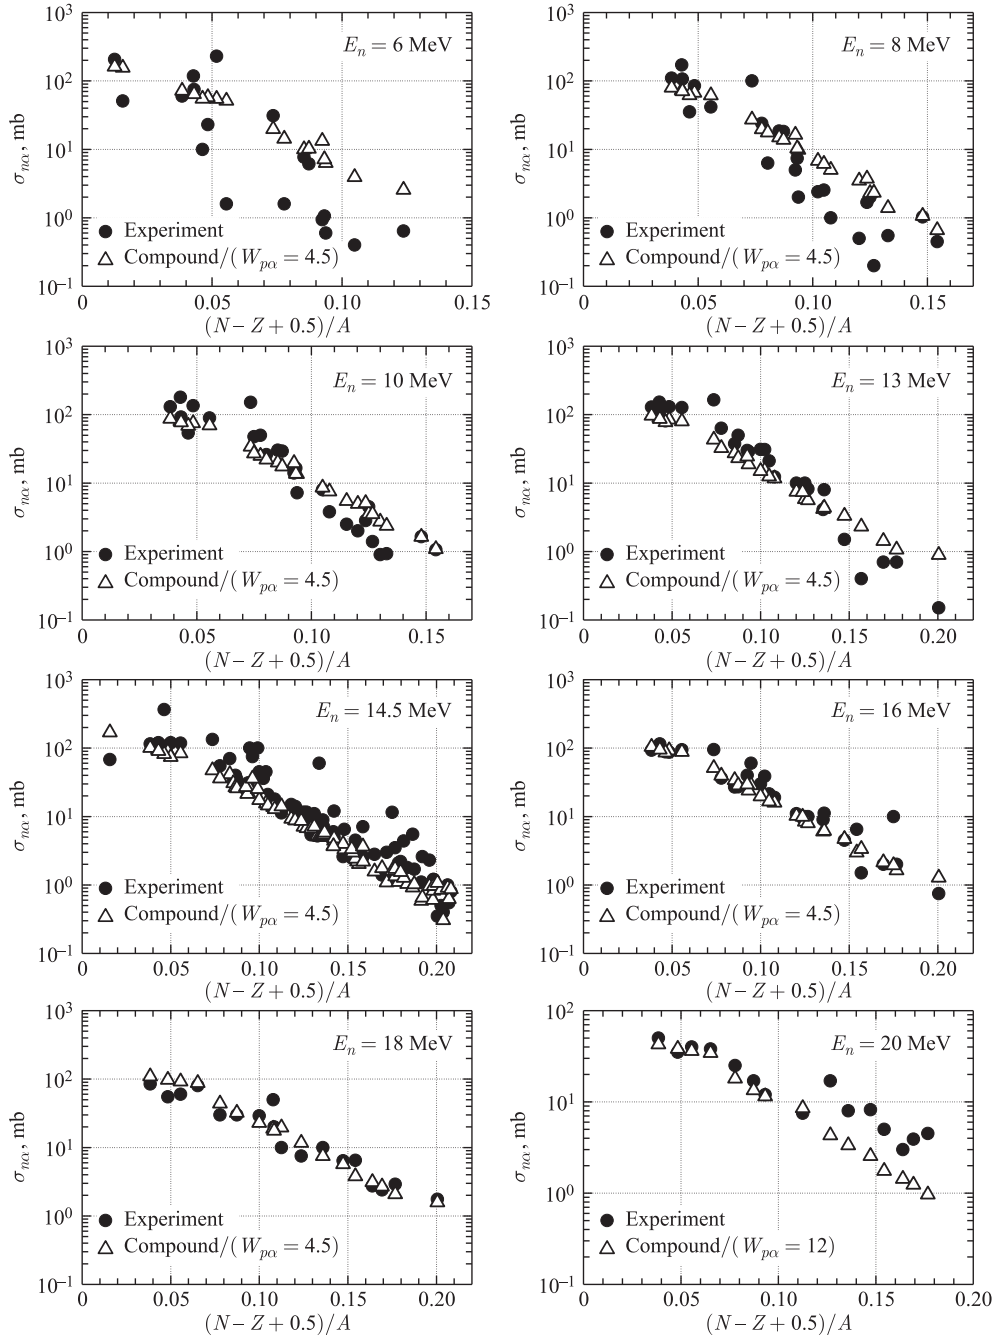 10³
10²
10¹
10⁰
10⁻¹
σnα, mb
Eₙ = 6 MeV
Experiment
Compound/(Wpα = 4.5)
0 0.05 0.10 0.15
(N – Z + 0.5)/A
10³
10²
10¹
10⁰
10⁻¹
σnα, mb
Eₙ = 8 MeV
Experiment
Compound/(Wpα = 4.5)
0 0.05 0.10 0.15
(N – Z + 0.5)/A
10³
10²
10¹
10⁰
10⁻¹
σnα, mb
Eₙ = 10 MeV
Experiment
Compound/(Wpα = 4.5)
0 0.05 0.10 0.15
(N – Z + 0.5)/A
10³
10²
10¹
10⁰
10⁻¹
σnα, mb
Eₙ = 13 MeV
Experiment
Compound/(Wpα = 4.5)
0 0.05 0.10 0.15 0.20
(N – Z + 0.5)/A
10³
10²
10¹
10⁰
10⁻¹
σnα, mb
Eₙ = 14.5 MeV
Experiment
Compound/(Wpα = 4.5)
0 0.05 0.10 0.15 0.20
(N – Z + 0.5)/A
10³
10²
10¹
10⁰
10⁻¹
σnα, mb
Eₙ = 16 MeV
Experiment
Compound/(Wpα = 4.5)
0 0.05 0.10 0.15 0.20
(N – Z + 0.5)/A
10³
10²
10¹
10⁰
10⁻¹
σnα, mb
Eₙ = 18 MeV
Experiment
Compound/(Wpα = 4.5)
0 0.05 0.10 0.15 0.20
(N – Z + 0.5)/A
10²
10¹
10⁰
10⁻¹
σnα, mb
Eₙ = 20 MeV
Experiment
Compound/(Wpα = 12)
0 0.05 0.10 0.15 0.20
(N – Z + 0.5)/A